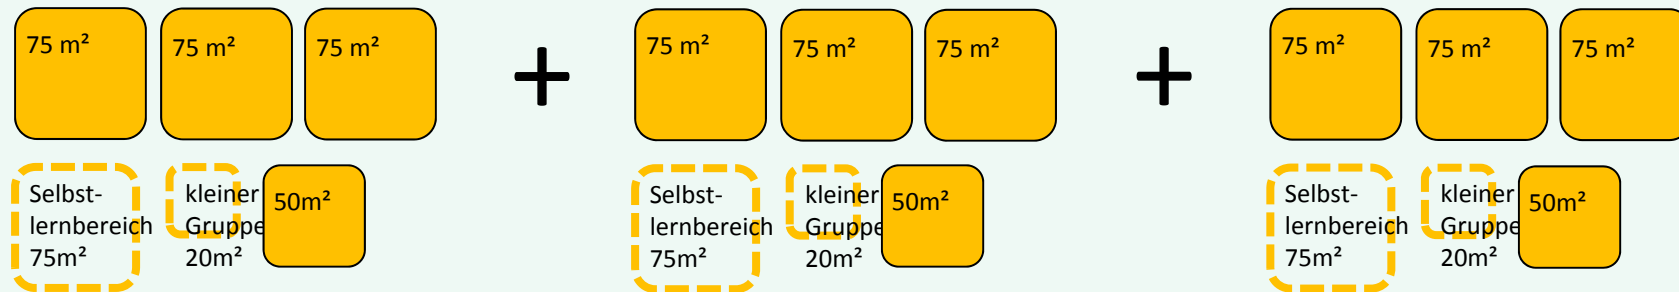 75 m²
75 m²
75 m²
+
75 m²
75 m²
75 m²
+
75 m²
75 m²
75 m²
Selbst-
lernbereich
75m²
kleiner
Gruppe
20m²
50m²
Selbst-
lernbereich
75m²
kleiner
Gruppe
20m²
50m²
Selbst-
lernbereich
75m²
kleiner
Gruppe
20m²
50m²